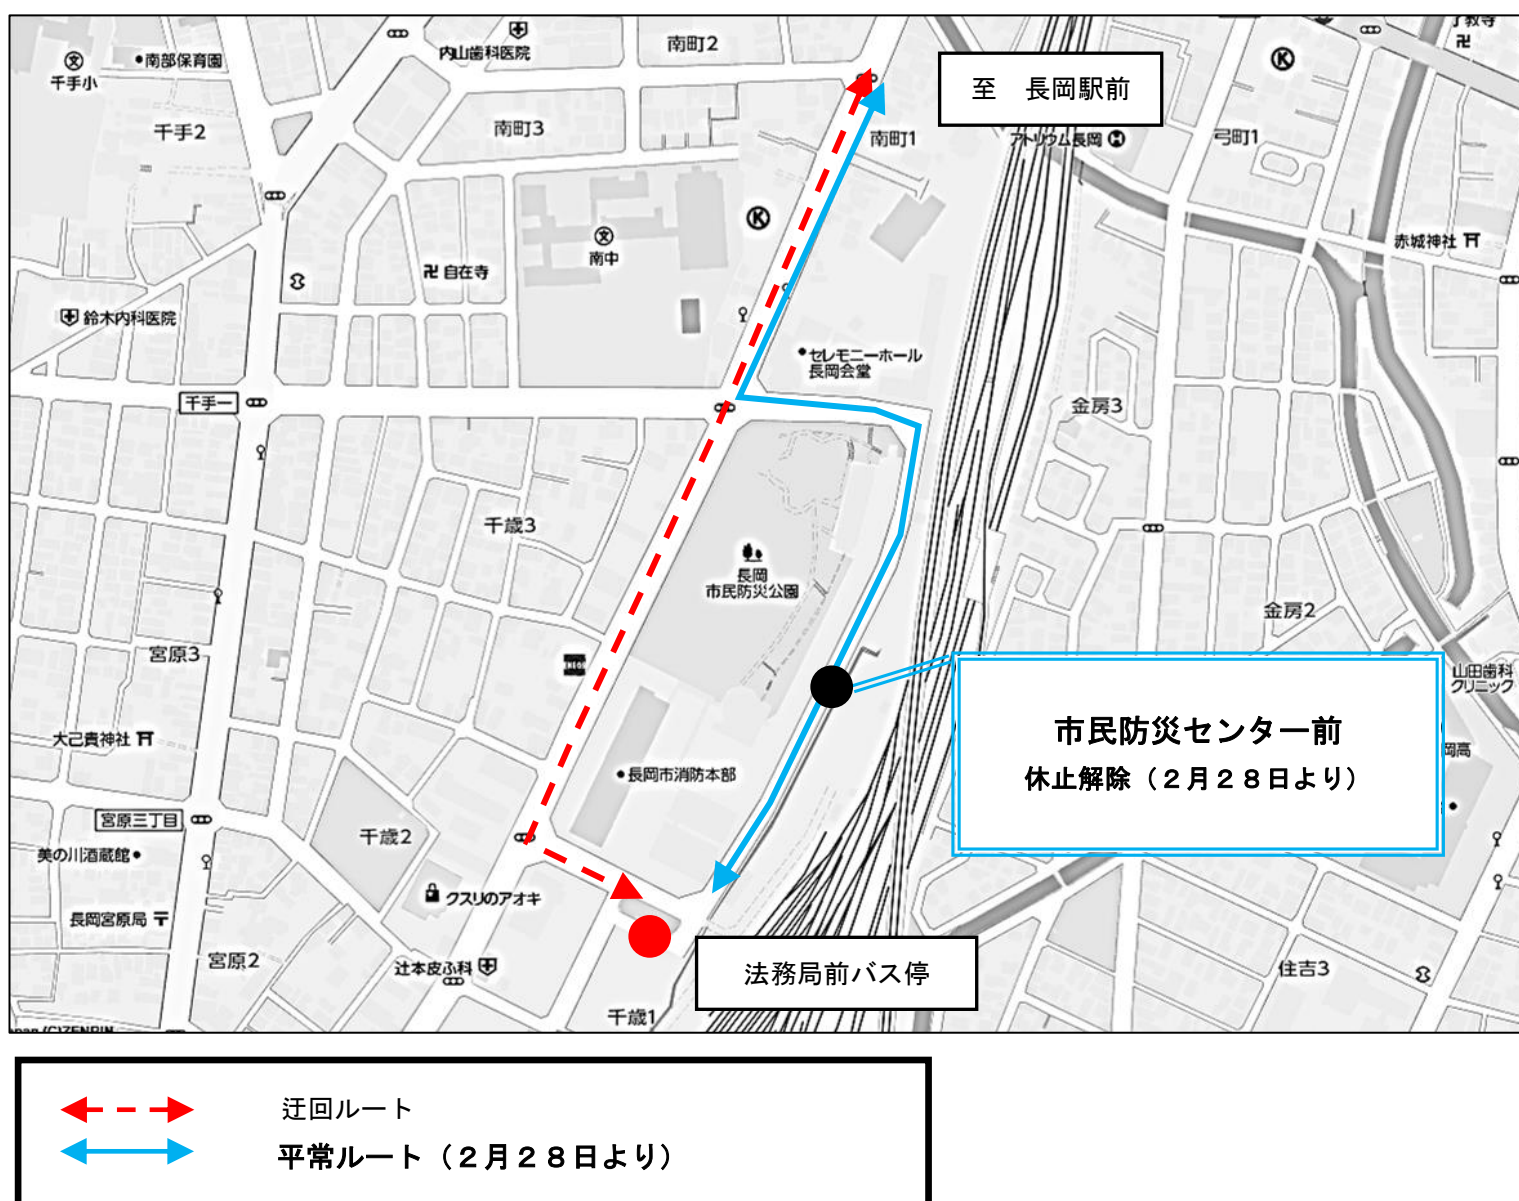 内山歯科医院
南町2
南部保育園
千手小
至　長岡駅前
千手2
南町3
南町1
アトリウム長岡
弓町1
赤城神社
南中
自在寺
鈴木内科医院
セレモニーホール
長岡会堂
千手一
金房3
千歳3
長岡
市民防災公園
金房2
宮原3
ENEOS
山田歯科
クリニック
大己貴神社
市民防災センター前
休止解除（２月２８日より）
岡高
長岡市消防本部
宮原三丁目
千歳2
美の川酒蔵館
クスリのアオキ
長岡宮原局
宮原2
辻本皮ふ科
法務局前バス停
住吉3
千歳1
迂回ルート
平常ルート（２月２８日より）